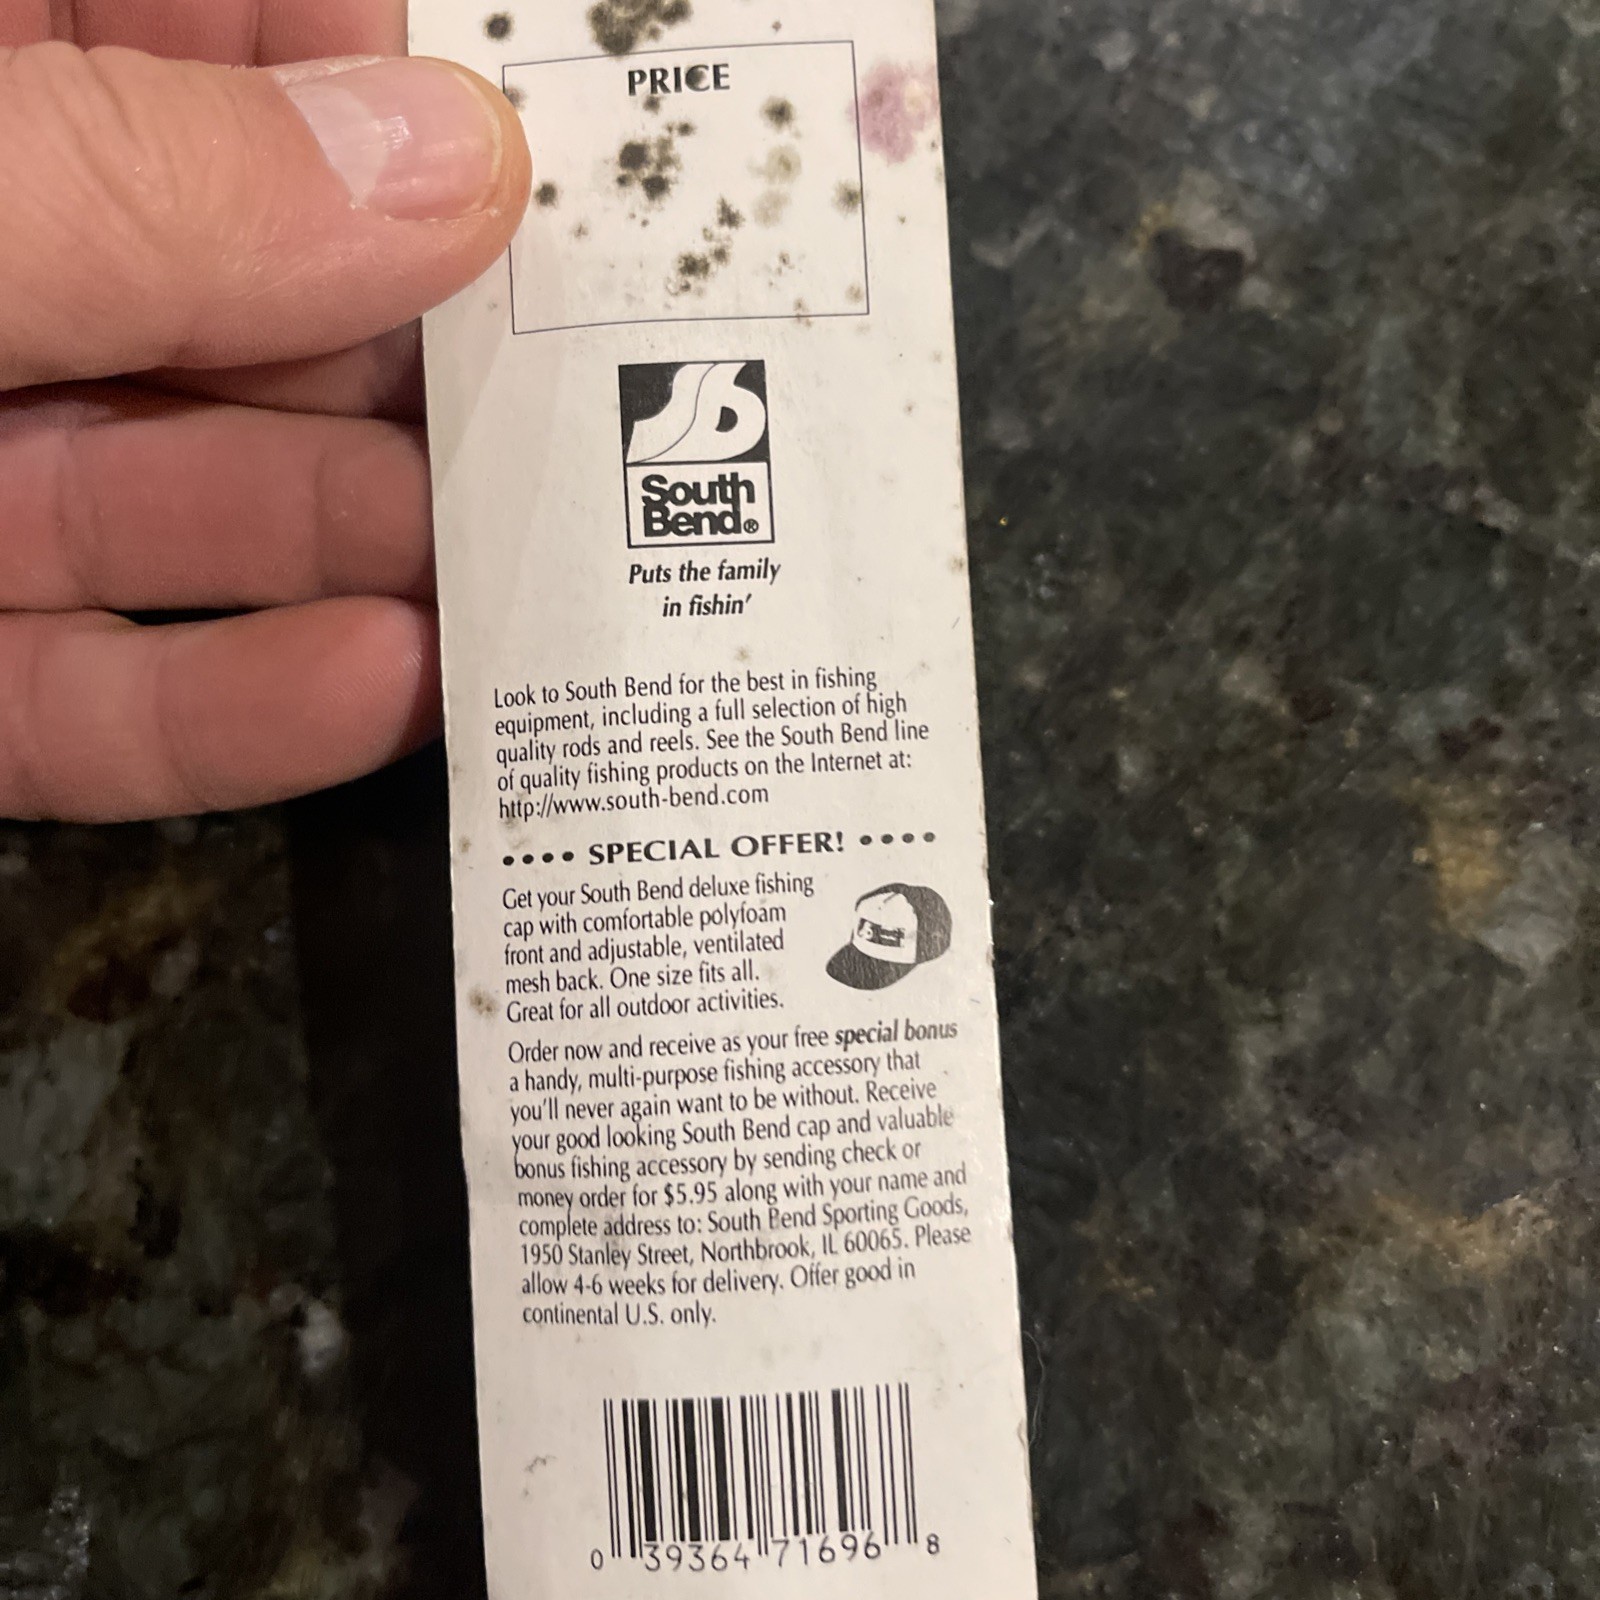 PRICE
South
Bend®
Puts the family
in fishin'
Look to South Bend for the best in fishing
equipment, including a full selection of high
quality rods and reels. See the South Bend line
of quality fishing products on the Internet at:
http://www.south-bend.com
•••• SPECIAL OFFER! ••••
Get your South Bend deluxe fishing
cap with comfortable polyfoam
front and adjustable, ventilated
mesh back. One size fits all.
Great for all outdoor activities.
Order now and receive as your free special bonus
a handy, multi-purpose fishing accessory that
you'll never again want to be without. Receive
your good looking South Bend cap and valuable
bonus fishing accessory by sending check or
money order for $5.95 along with your name and
complete address to: South Bend Sporting Goods,
1950 Stanley Street, Northbrook, IL 60065. Please
allow 4-6 weeks for delivery. Offer good in
continental U.S. only.
0 39364 71696 8